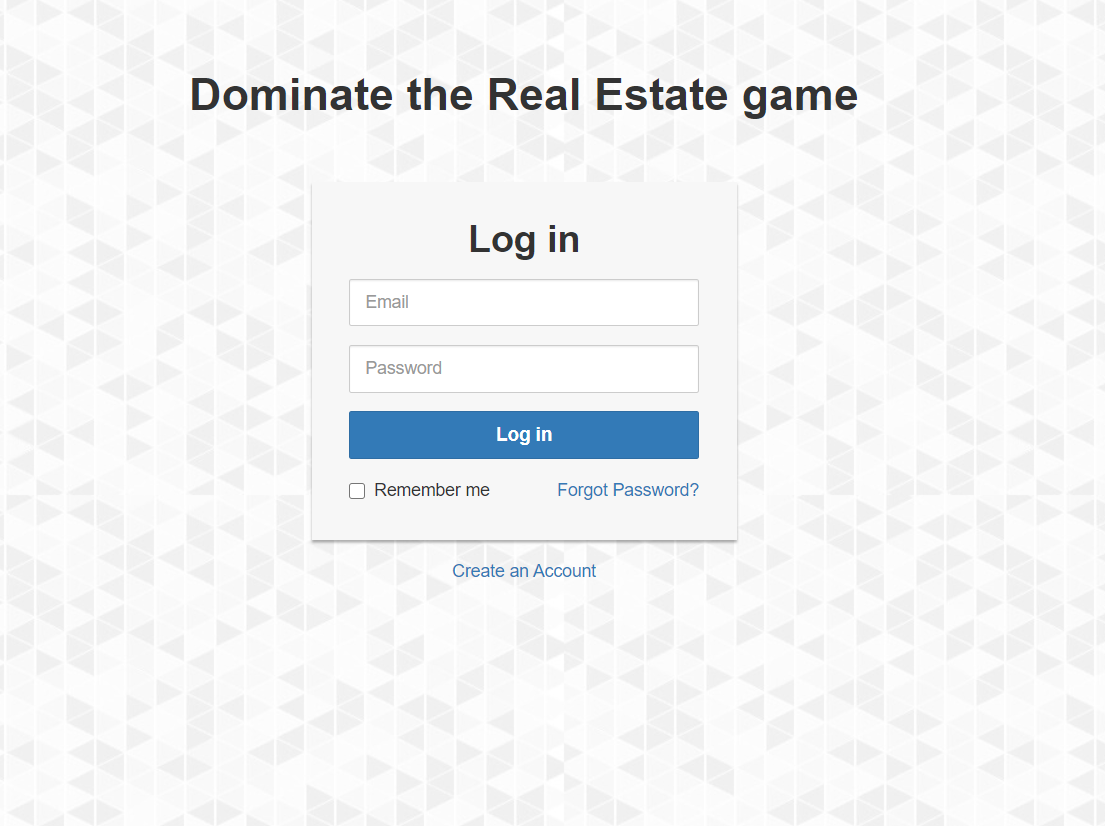 Dominate the Real Estate game
Log in
Email
Password
Log in
Remember me Forgot Password?
Create an Account